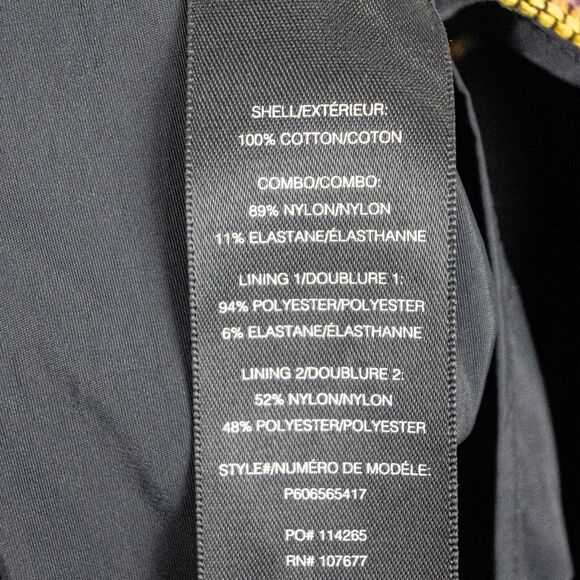 SHELL/EXTÉRIEUR:
100% COTTON/COTON
COMBO/COMBO:
89% NYLON/NYLON
11% ELASTANE/ÉLASTHANNE
LINING 1/DOUBLURE 1:
94% POLYESTER/POLYESTER
6% ELASTANE/ÉLASTHANNE
LINING 2/DOUBLURE 2:
52% NYLON/NYLON
48% POLYESTER/POLYESTER
STYLE#/NUMÉRO DE MODÉLE:
P606565417
PO# 114265
RN# 107677